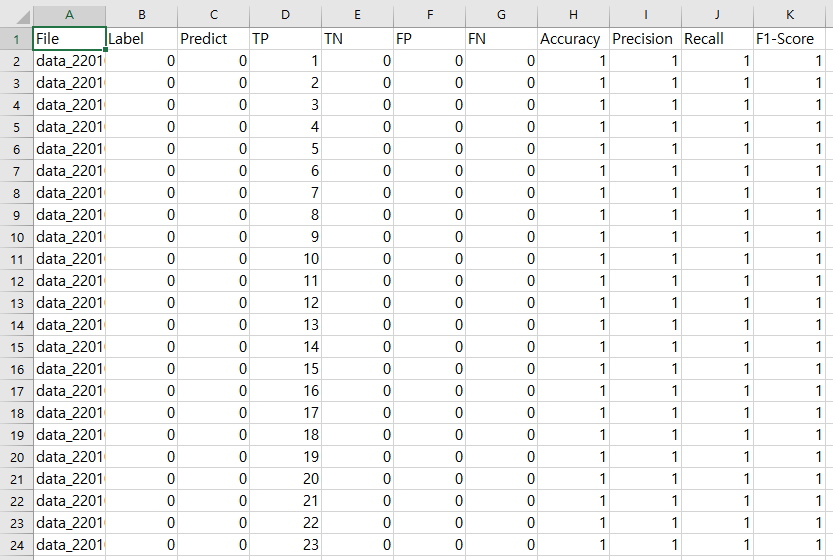 A B C D E F G H I J K
1 File Label Predict TP TN FP FN Accuracy Precision Recall F1-Score
2 data_2201 0 0 1 0 0 0 1 1 1 1
3 data_2201 0 0 2 0 0 0 1 1 1 1
4 data_2201 0 0 3 0 0 0 1 1 1 1
5 data_2201 0 0 4 0 0 0 1 1 1 1
6 data_2201 0 0 5 0 0 0 1 1 1 1
7 data_2201 0 0 6 0 0 0 1 1 1 1
8 data_2201 0 0 7 0 0 0 1 1 1 1
9 data_2201 0 0 8 0 0 0 1 1 1 1
10 data_2201 0 0 9 0 0 0 1 1 1 1
11 data_2201 0 0 10 0 0 0 1 1 1 1
12 data_2201 0 0 11 0 0 0 1 1 1 1
13 data_2201 0 0 12 0 0 0 1 1 1 1
14 data_2201 0 0 13 0 0 0 1 1 1 1
15 data_2201 0 0 14 0 0 0 1 1 1 1
16 data_2201 0 0 15 0 0 0 1 1 1 1
17 data_2201 0 0 16 0 0 0 1 1 1 1
18 data_2201 0 0 17 0 0 0 1 1 1 1
19 data_2201 0 0 18 0 0 0 1 1 1 1
20 data_2201 0 0 19 0 0 0 1 1 1 1
21 data_2201 0 0 20 0 0 0 1 1 1 1
22 data_2201 0 0 21 0 0 0 1 1 1 1
23 data_2201 0 0 22 0 0 0 1 1 1 1
24 data_2201 0 0 23 0 0 0 1 1 1 1